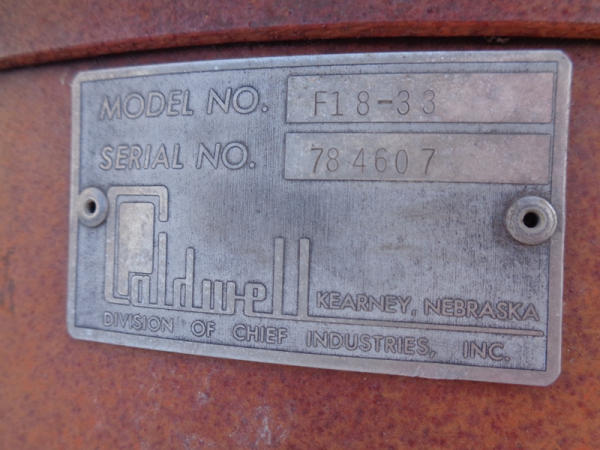 MODEL NO. F18-33
SERIAL NO. 784607
Caldwell
KEARNEY, NEBRASKA
DIVISION OF CHIEF INDUSTRIES, INC.